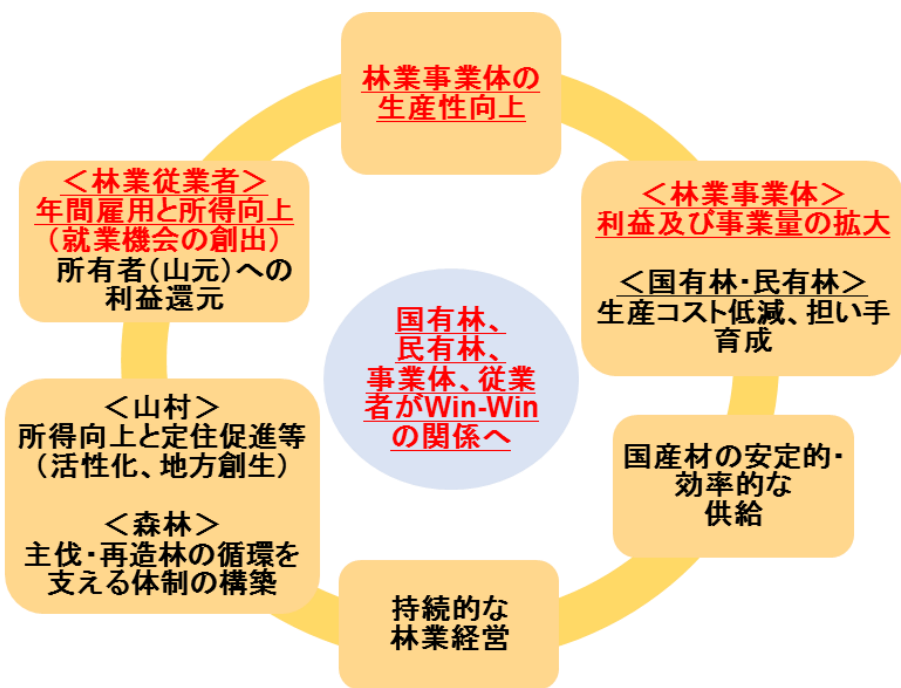 林業事業体の
生産性向上
＜林業事業体＞
利益及び事業量の拡大
＜国有林・民有林＞
生産コスト低減、担い手
育成
国産材の安定的・
効率的な
供給
持続的な
林業経営
＜山村＞
所得向上と定住促進等
（活性化、地方創生）
＜森林＞
主伐・再造林の循環を
支える体制の構築
＜林業従業者＞
年間雇用と所得向上
（就業機会の創出）
所有者（山元）への
利益還元
国有林、
民有林、
事業体、従業
者がWin-Win
の関係へ